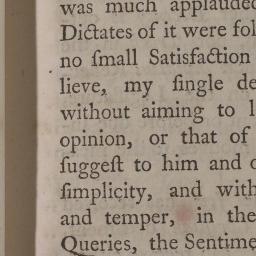 was much applauded
Dictates of it were fol
no ſmall Satisfaction
lieve, my ſingle de
without aiming to l
opinion, or that of
ſuggeſt to him and o
ſimplicity, and with
and temper, in the
Queries, the Sentime